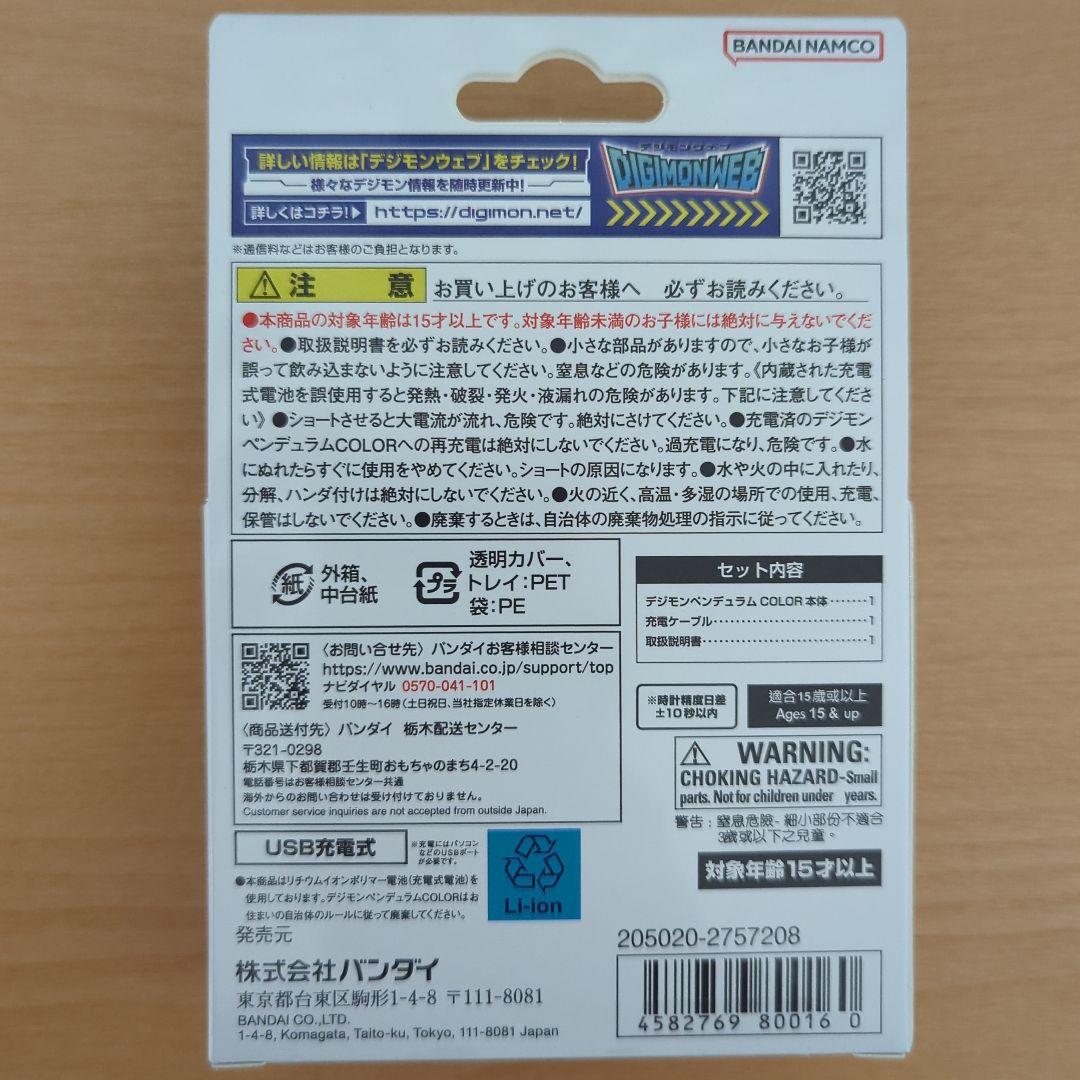 BANDAI NAMCO
詳しい情報は「デジモンウェブ」をチェック!
様々なデジモン情報を随時更新中!
詳しくはコチラ!▶ https://digimon.net/
デジモンウェブ
DIGIMONWEB
※通信料などはお客様のご負担となります。
⚠注 意 お買い上げのお客様へ 必ずお読みください。
●本商品の対象年齢は15才以上です。対象年齢未満のお子様には絶対に与えないでくだ
さい。●取扱説明書を必ずお読みください。●小さな部品がありますので、小さなお子様が
誤って飲み込まないように注意してください。窒息などの危険があります。《内蔵された充電
式電池を誤使用すると発熱・破裂・発火・液漏れの危険があります。下記に注意してくださ
い》●ショートさせると大電流が流れ、危険です。絶対にさけてください。●充電済のデジモン
ペンデュラムCOLORへの再充電は絶対にしないでください。過充電になり、危険です。●水
にぬれたらすぐに使用をやめてください。ショートの原因になります。●水や火の中に入れたり、
分解、ハンダ付けは絶対にしないでください。●火の近く、高温・多湿の場所での使用、充電、
保管はしないでください。●廃棄するときは、自治体の廃棄物処理の指示に従ってください。
紙 外箱、
中台紙
プラ 透明カバー、
トレイ:PET
袋:PE
セット内容
デジモンペンデュラム COLOR 本体……1
充電ケーブル……1
取扱説明書……1
〈お問い合せ先〉バンダイお客様相談センター
https://www.bandai.co.jp/support/top
ナビダイヤル 0570-041-101
受付10時〜16時(土日祝日、当社指定休業日を除く)
〈商品送付先〉バンダイ 栃木配送センター
〒321-0298
栃木県下都賀郡壬生町おもちゃのまち4-2-20
電話番号はお客様相談センター共通
海外からのお問い合わせは受け付けておりません。
Customer service inquiries are not accepted from outside Japan.
※時計精度日差
±10秒以内
適合15歲或以上
Ages 15 & up
⚠WARNING:
CHOKING HAZARD-Small
parts. Not for children under years.
警告:窒息危險-細小部份不適合
3歲或以下之兒童。
対象年齢15才以上
USB充電式
※充電にはパソコン
などのUSBポート
が必要です。
●本商品はリチウムイオンポリマー電池(充電式電池)を
使用しております。デジモンペンデュラムCOLORはお
住まいの自治体のルールに従って廃棄してください。
Li-ion
発売元
株式会社バンダイ
東京都台東区駒形1-4-8 〒111-8081
BANDAI CO.,LTD.
1-4-8, Komagata, Taito-ku, Tokyo, 111-8081 Japan
205020-2757208
4582769 80016 0